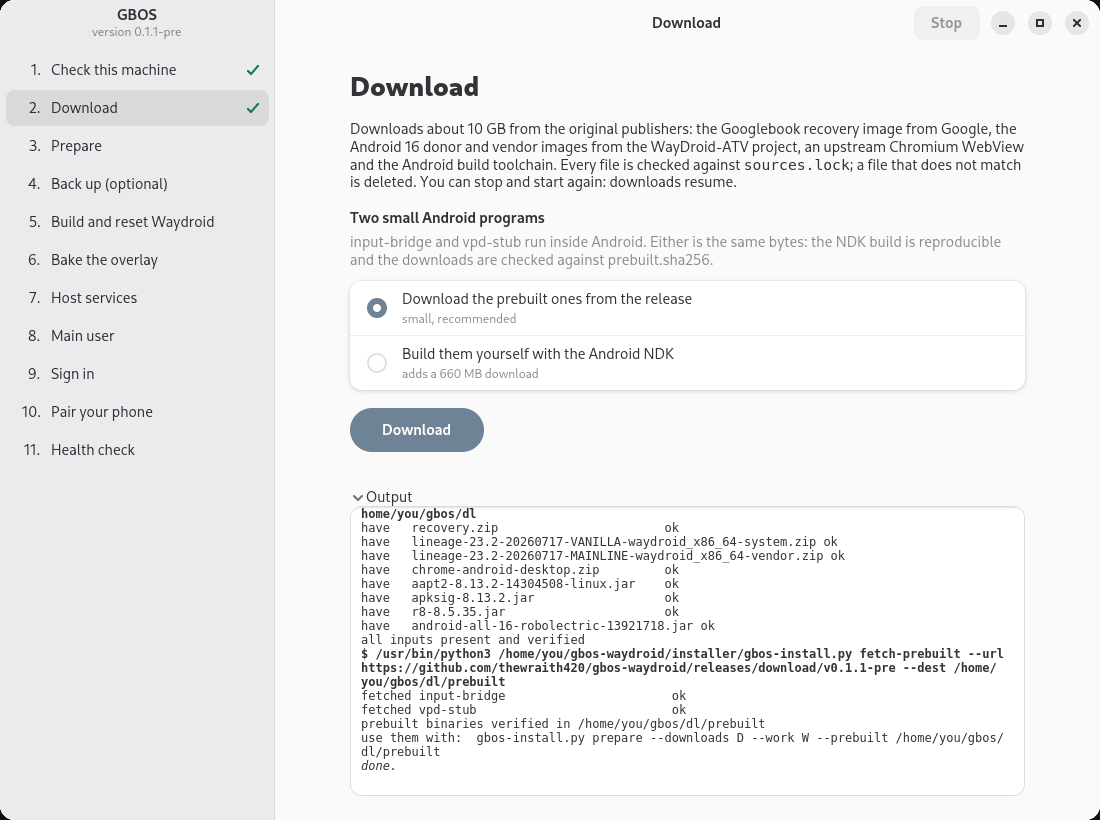 GBOS
version 0.1.1-pre
1. Check this machine
2. Download
3. Prepare
4. Back up (optional)
5. Build and reset Waydroid
6. Bake the overlay
7. Host services
8. Main user
9. Sign in
10. Pair your phone
11. Health check
Download
Stop
Download
Downloads about 10 GB from the original publishers: the Googlebook recovery image from Google, the
Android 16 donor and vendor images from the WayDroid-ATV project, an upstream Chromium WebView
and the Android build toolchain. Every file is checked against sources.lock; a file that does not match
is deleted. You can stop and start again: downloads resume.
Two small Android programs
input-bridge and vpd-stub run inside Android. Either is the same bytes: the NDK build is reproducible
and the downloads are checked against prebuilt.sha256.
Download the prebuilt ones from the release
small, recommended
Build them yourself with the Android NDK
adds a 660 MB download
Download
Output
home/you/gbos/dl
have recovery.zip ok
have lineage-23.2-20260717-VANILLA-waydroid_x86_64-system.zip ok
have lineage-23.2-20260717-MAINLINE-waydroid_x86_64-vendor.zip ok
have chrome-android-desktop.zip ok
have aapt2-8.13.2-14304508-linux.jar ok
have apksig-8.13.2.jar ok
have r8-8.5.35.jar ok
have android-all-16-robolectric-13921718.jar ok
all inputs present and verified
$ /usr/bin/python3 /home/you/gbos-waydroid/installer/gbos-install.py fetch-prebuilt --url
https://github.com/thewraith420/gbos-waydroid/releases/download/v0.1.1-pre --dest /home/
you/gbos/dl/prebuilt
fetched input-bridge ok
fetched vpd-stub ok
prebuilt binaries verified in /home/you/gbos/dl/prebuilt
use them with: gbos-install.py prepare --downloads D --work W --prebuilt /home/you/gbos/
dl/prebuilt
done.